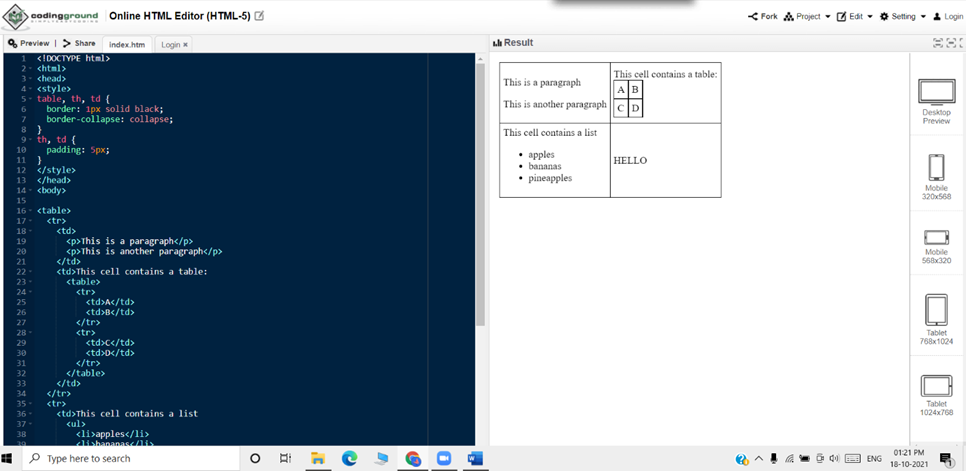 codingground
Online HTML Editor (HTML-5)
Fork Project Edit Setting Login
Preview Share index.htm Login ×
Result
1 <!DOCTYPE html>
2 <html>
3 <head>
4 <style>
5 table, th, td {
6 border: 1px solid black;
7 border-collapse: collapse;
8 }
9 th, td {
10 padding: 5px;
11 }
12 </style>
13 </head>
14 <body>
15
16 <table>
17 <tr>
18 <td>
19 <p>This is a paragraph</p>
20 <p>This is another paragraph</p>
21 </td>
22 <td>This cell contains a table:
23 <table>
24 <tr>
25 <td>A</td>
26 <td>B</td>
27 </tr>
28 <tr>
29 <td>C</td>
30 <td>D</td>
31 </tr>
32 </table>
33 </td>
34 </tr>
35 <tr>
36 <td>This cell contains a list
37 <ul>
38 <li>apples</li>
39 <li>bananas</li>
This is a paragraph
This is another paragraph
This cell contains a table:
A B
C D
This cell contains a list
• apples
• bananas
• pineapples
HELLO
Desktop
Preview
Mobile
320x568
Mobile
568x320
Tablet
768x1024
Tablet
1024x768
Type here to search
ENG
01:21 PM
18-10-2021
1